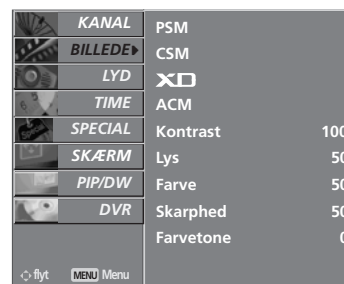 KANAL
BILLEDE
LYD
TIME
SPECIAL
SKÆRM
PIP/DW
DVR
flyt MENU Menu
PSM
CSM
XD
ACM
Kontrast 100
Lys 50
Farve 50
Skarphed 50
Farvetone 0